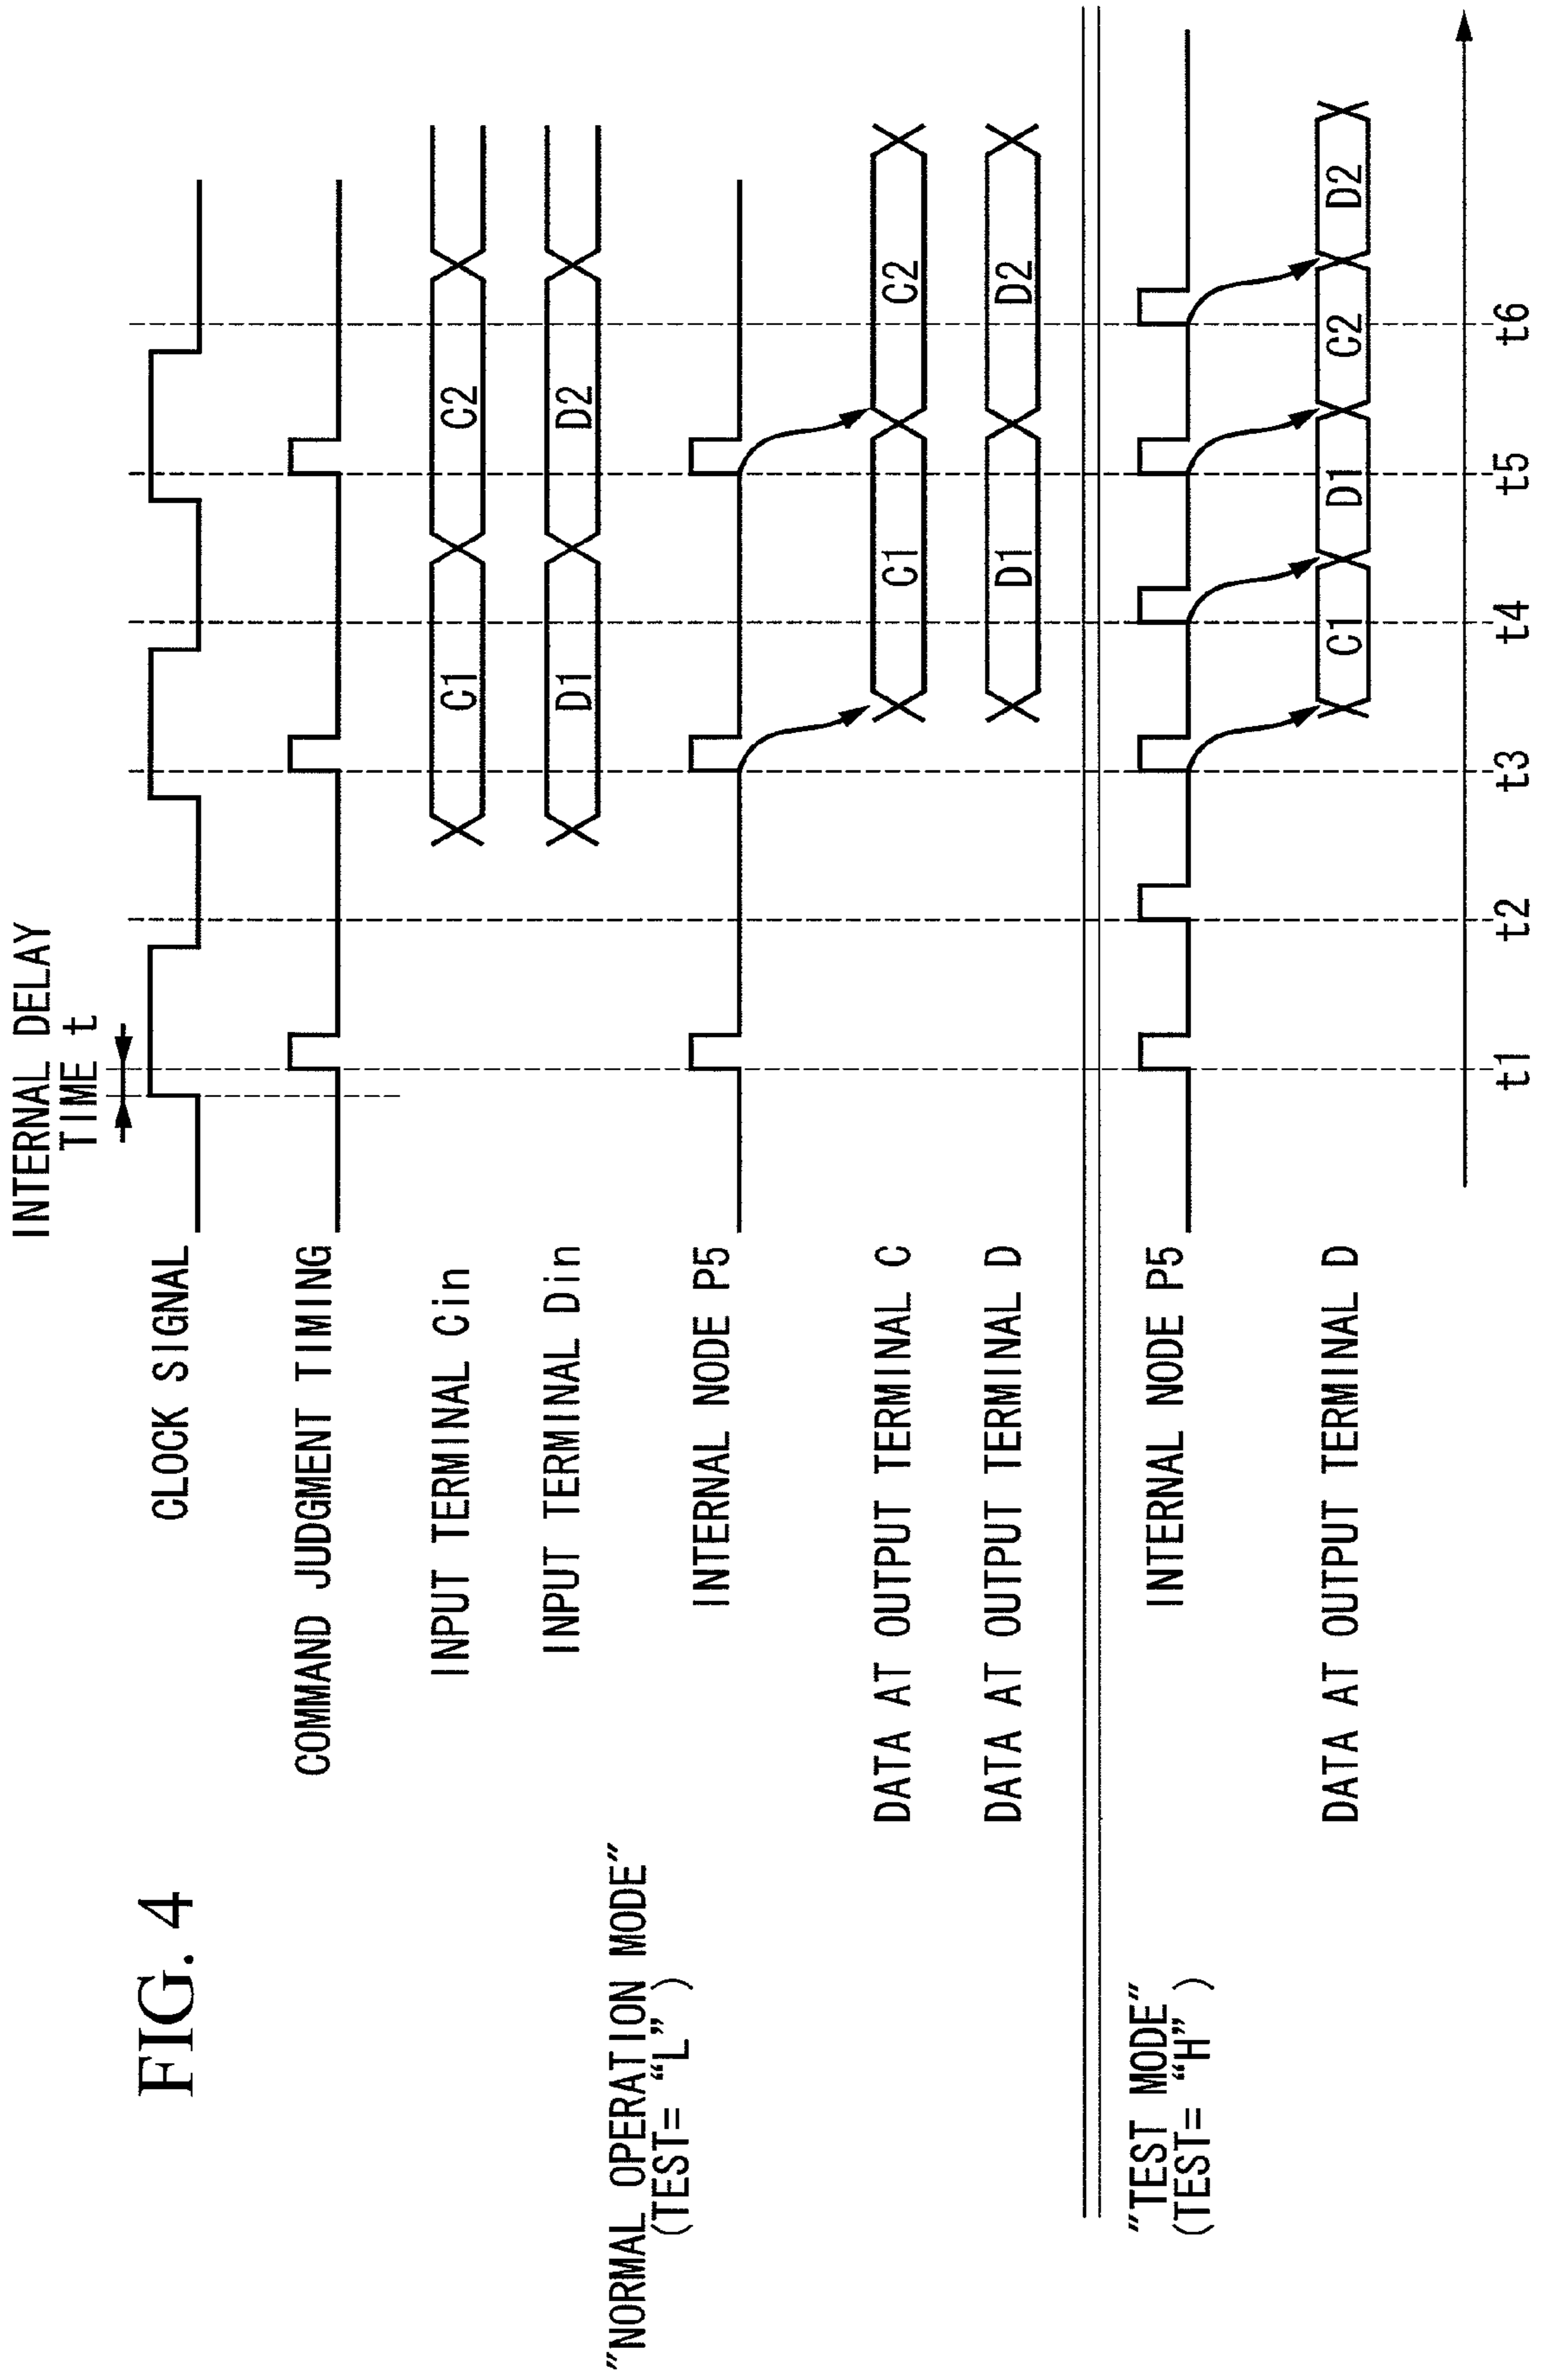 FIG. 4
INTERNAL DELAY
TIME t
CLOCK SIGNAL
COMMAND JUDGMENT TIMING
INPUT TERMINAL Cin
C1 C2
INPUT TERMINAL Din
D1 D2
"NORMAL OPERATION MODE"
(TEST= “L”)
INTERNAL NODE P5
DATA AT OUTPUT TERMINAL C
C1 C2
DATA AT OUTPUT TERMINAL D
D1 D2
"TEST MODE"
(TEST= “H”)
INTERNAL NODE P5
DATA AT OUTPUT TERMINAL D
C1 D1 C2 D2
t1 t2 t3 t4 t5 t6